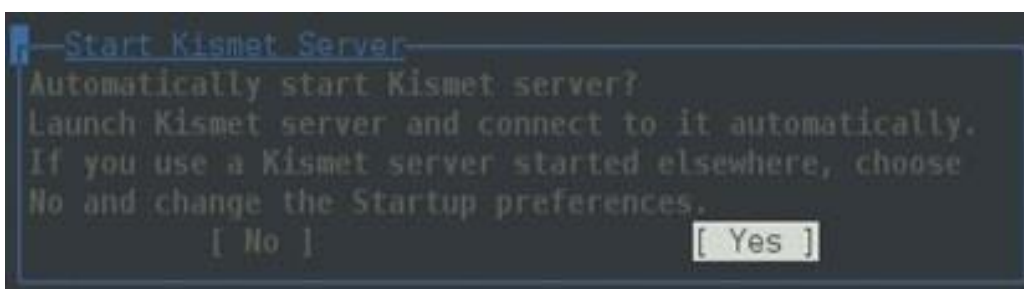 Start Kismet Server
Automatically start Kismet server?
Launch Kismet server and connect to it automatically.
If you use a Kismet server started elsewhere, choose
No and change the Startup preferences.
[ No ] [ Yes ]